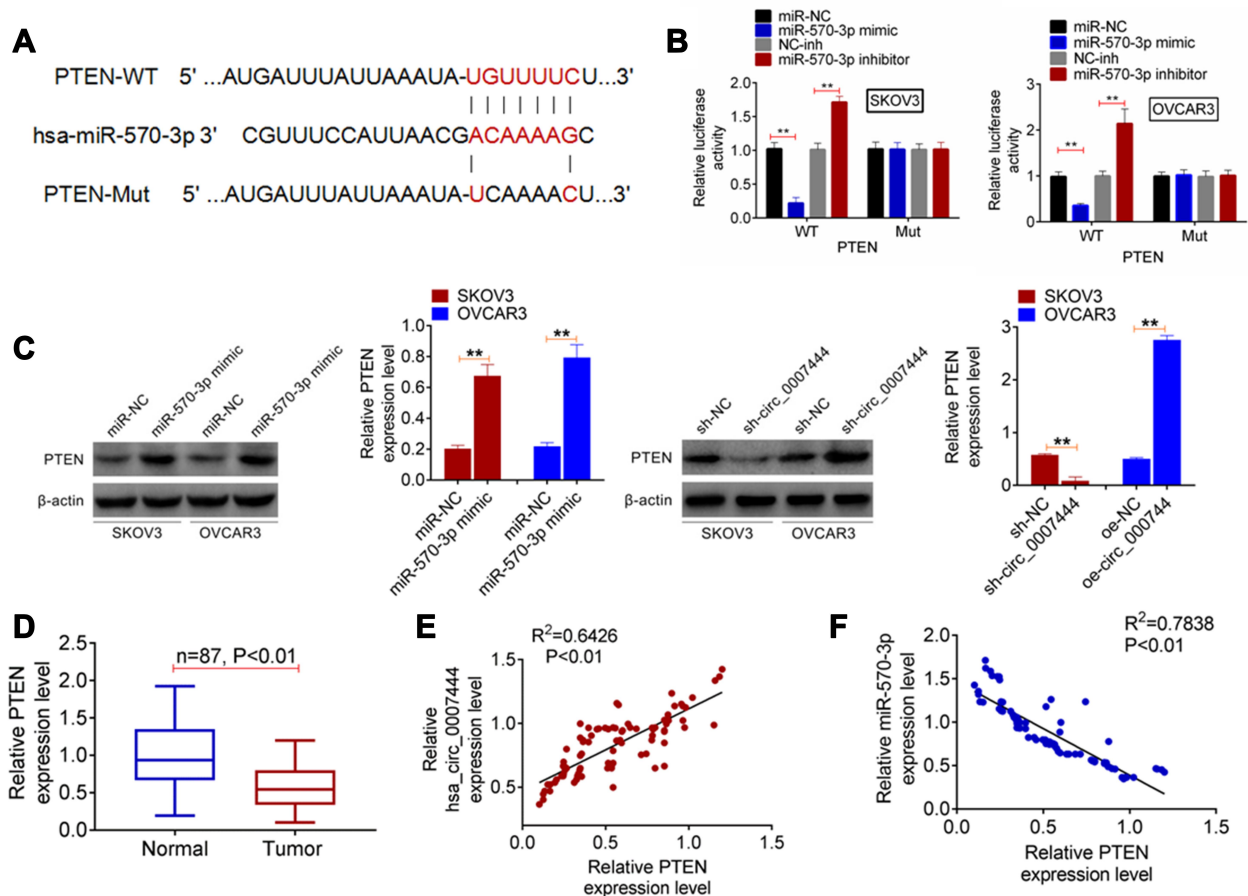 A
PTEN-WT 5' ...AUGAUUUAUUAAAUA-UGUUUUCU...3'
hsa-miR-570-3p 3' CGUUUCCAUUAACGACAAAAGC
PTEN-Mut 5' ...AUGAUUUAUUAAAUA-UCAAAACU...3'
B
miR-NC
miR-570-3p mimic
NC-inh
miR-570-3p inhibitor
Relative luciferase
activity
2.0
1.5
1.0
0.5
0.0
SKOV3
**
**
WT
Mut
PTEN
miR-NC
miR-570-3p mimic
NC-inh
miR-570-3p inhibitor
Relative luciferase
activity
3
2
1
0
OVCAR3
**
**
WT
Mut
PTEN
C
miR-NC
miR-570-3p mimic
miR-NC
miR-570-3p mimic
PTEN
β-actin
SKOV3
OVCAR3
SKOV3
OVCAR3
Relative PTEN
expression level
1.0
0.8
0.6
0.4
0.2
0.0
**
**
miR-NC
miR-570-3p mimic
miR-NC
miR-570-3p mimic
sh-NC
sh-circ_0007444
sh-NC
sh-circ_0007444
PTEN
β-actin
SKOV3
OVCAR3
SKOV3
OVCAR3
Relative PTEN
expression level
3
2
1
0
**
**
sh-NC
sh-circ_0007444
oe-NC
oe-circ_000744
D
Relative PTEN
expression level
2.5
2.0
1.5
1.0
0.5
0.0
n=87, P<0.01
Normal
Tumor
E
R²=0.6426
P<0.01
Relative
hsa_circ_0007444
expression level
1.5
1.0
0.5
0.0
0.5
1.0
1.5
Relative PTEN
expression level
F
R²=0.7838
P<0.01
Relative miR-570-3p
expression level
2.0
1.5
1.0
0.5
0.0
0.0
0.5
1.0
1.5
Relative PTEN
expression level